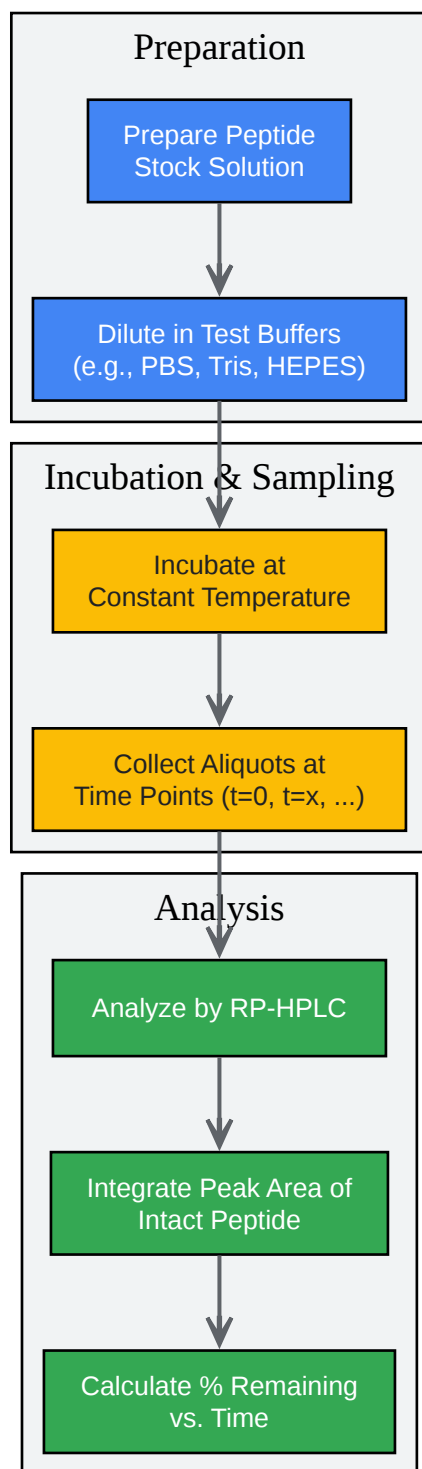 Preparation
Prepare Peptide
Stock Solution
Dilute in Test Buffers
(e.g., PBS, Tris, HEPES)
Incubation & Sampling
Incubate at
Constant Temperature
Collect Aliquots at
Time Points (t=0, t=x, ...)
Analysis
Analyze by RP-HPLC
Integrate Peak Area of
Intact Peptide
Calculate % Remaining
vs. Time